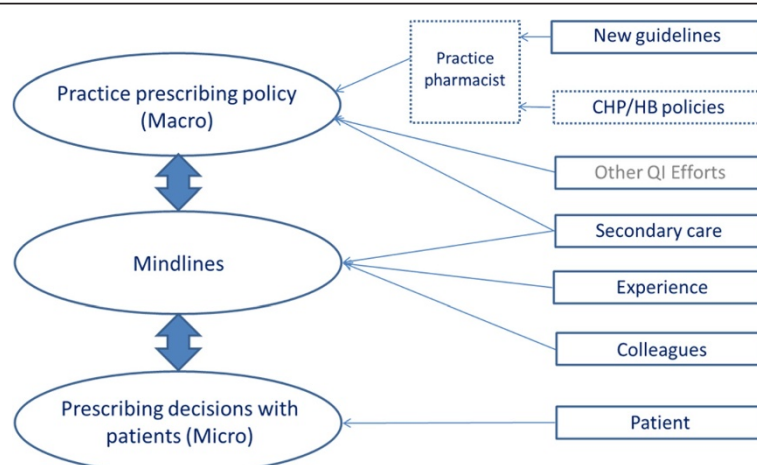 Practice prescribing policy
(Macro)
Mindlines
Prescribing decisions with
patients (Micro)
Practice
pharmacist
New guidelines
CHP/HB policies
Other QI Efforts
Secondary care
Experience
Colleagues
Patient